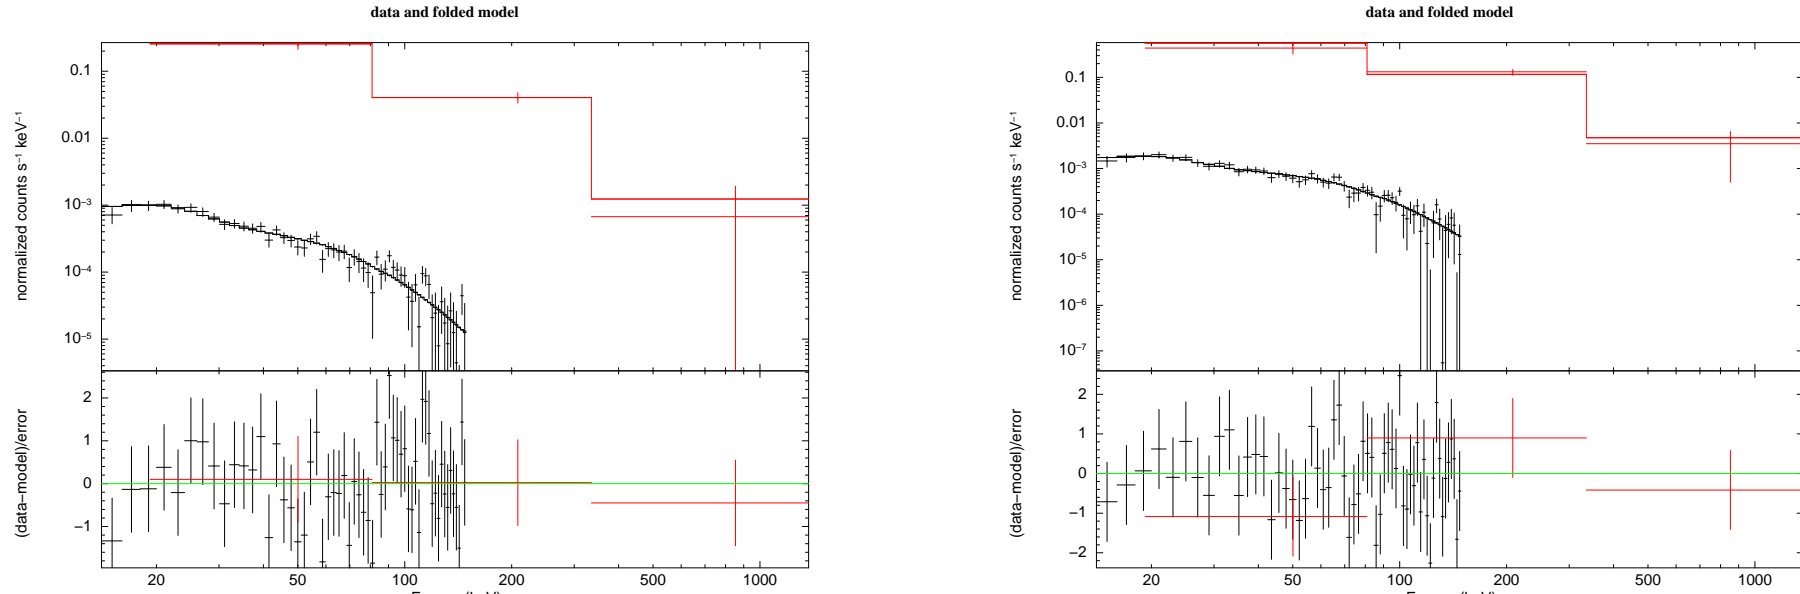 data and folded model
normalized counts s⁻¹ keV⁻¹
0.1
0.01
10⁻³
10⁻⁴
10⁻⁵
(data−model)/error
2
1
0
−1
20 50 100 200 500 1000
data and folded model
normalized counts s⁻¹ keV⁻¹
0.1
0.01
10⁻³
10⁻⁴
10⁻⁵
10⁻⁶
10⁻⁷
(data−model)/error
2
1
0
−1
−2
20 50 100 200 500 1000